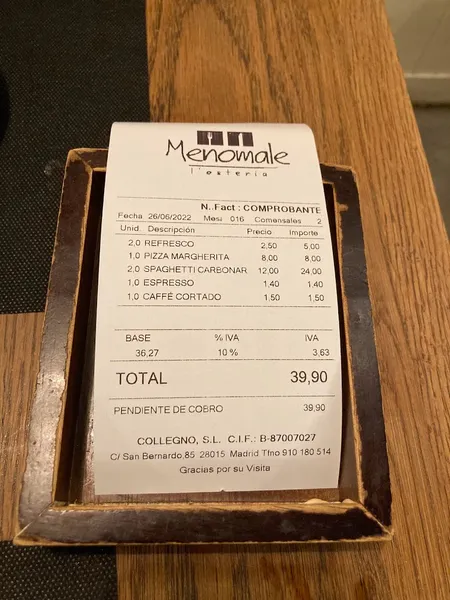 Menomale
l'osteria
N..Fact : COMPROBANTE
Fecha 26/06/2022 Mesa 016 Comensales 2
Unid. Descripción Precio Importe
2,0 REFRESCO 2,50 5,00
1,0 PIZZA MARGHERITA 8,00 8,00
2,0 SPAGHETTI CARBONAR 12,00 24,00
1,0 ESPRESSO 1,40 1,40
1,0 CAFFÈ CORTADO 1,50 1,50
BASE % IVA IVA
36.27 10 % 3,63
TOTAL 39,90
PENDIENTE DE COBRO 39.90
COLLEGNO, S.L. C.I.F.: B-87007027
C/ San Bernardo,85 28015 Madrid Tfno 910 180 514
Gracias por su Visita